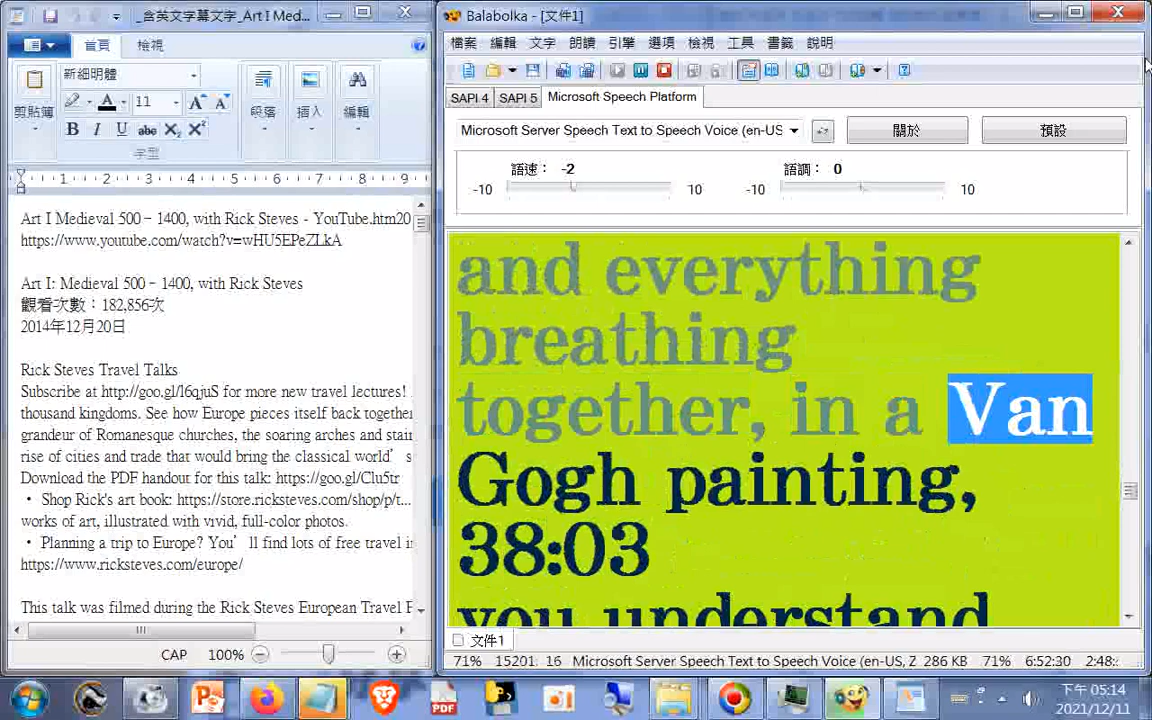 _含英文字幕文字_Art I Med...
首頁 檢視
新細明體
11
剪貼簿
B I U abc X₂ X²
字型
段落
插入
編輯
1 2 3 4 5 6 7 8 9
Art I Medieval 500–1400, with Rick Steves - YouTube.htm20
https://www.youtube.com/watch?v=wHU5EPeZLkA
Art I: Medieval 500–1400, with Rick Steves
觀看次數：182,856次
2014年12月20日
Rick Steves Travel Talks
Subscribe at http://goo.gl/l6qjuS for more new travel lectures!
thousand kingdoms. See how Europe pieces itself back together
grandeur of Romanesque churches, the soaring arches and stain
rise of cities and trade that would bring the classical world's
Download the PDF handout for this talk: https://goo.gl/Clu5tr
• Shop Rick's art book: https://store.ricksteves.com/shop/p/t...
works of art, illustrated with vivid, full-color photos.
• Planning a trip to Europe? You'll find lots of free travel in
https://www.ricksteves.com/europe/
This talk was filmed during the Rick Steves European Travel F
CAP 100%
Balabolka - [文件1]
檔案 編輯 文字 朗讀 引擎 選項 檢視 工具 書籤 說明
SAPI 4 SAPI 5 Microsoft Speech Platform
Microsoft Server Speech Text to Speech Voice (en-US
關於
預設
語速： -2
語調： 0
-10 10 -10 10
and everything
breathing
together, in a Van
Gogh painting,
38:03
you understand
文件1
71% 15201: 16 Microsoft Server Speech Text to Speech Voice (en-US, Z 286 KB 71% 6:52:30 2:48:
PDF
下午 05:14
2021/12/11